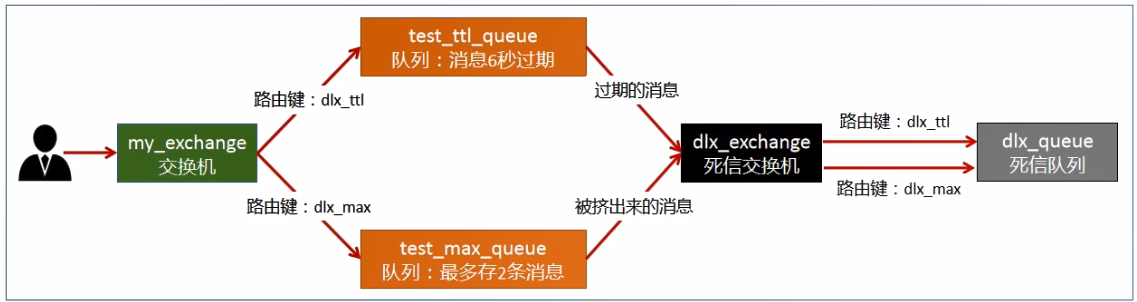 test_ttl_queue
队列：消息6秒过期
路由键：dlx_ttl
过期的消息
my_exchange
交换机
dlx_exchange
死信交换机
路由键：dlx_ttl
路由键：dlx_max
dlx_queue
死信队列
路由键：dlx_max
被挤出来的消息
test_max_queue
队列：最多存2条消息